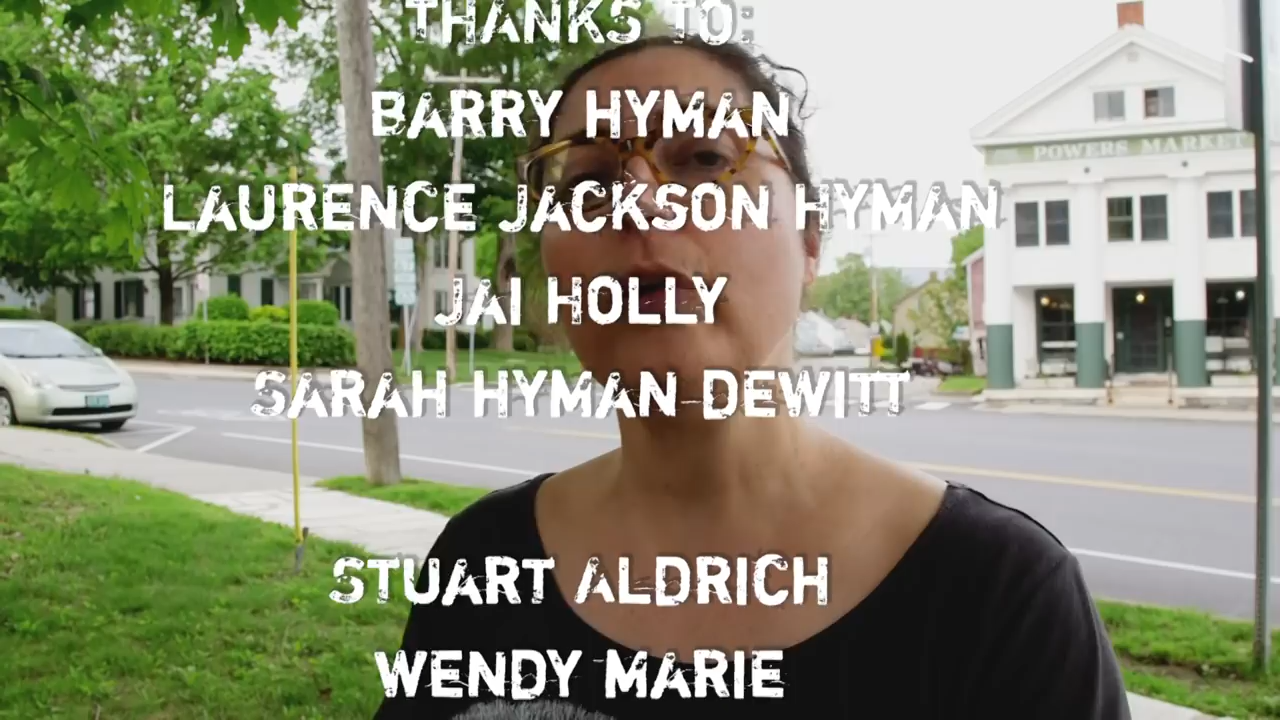 THANKS TO:
BARRY HYMAN
LAURENCE JACKSON HYMAN
JAI HOLLY
SARAH HYMAN DEWITT
STUART ALDRICH
WENDY MARIE
POWERS MARKET